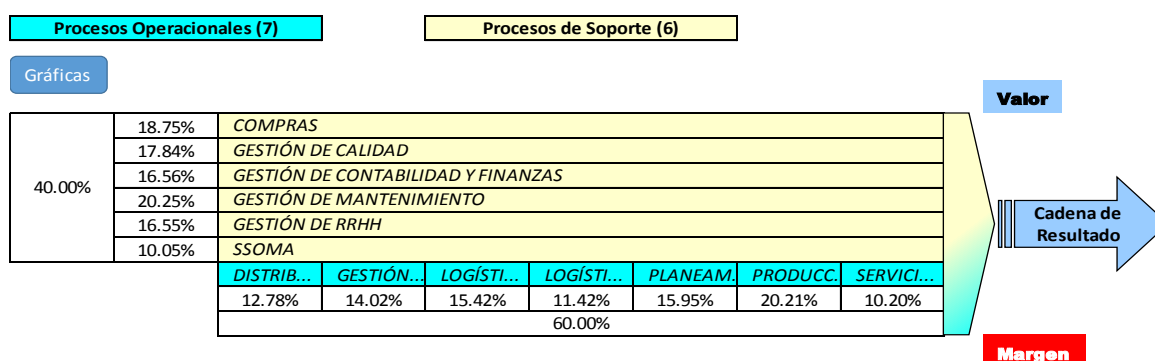 Procesos Operacionales (7)
Procesos de Soporte (6)
Gráficas
Valor
40.00%
18.75% COMPRAS
17.84% GESTIÓN DE CALIDAD
16.56% GESTIÓN DE CONTABILIDAD Y FINANZAS
20.25% GESTIÓN DE MANTENIMIENTO
16.55% GESTIÓN DE RRHH
10.05% SSOMA
DISTRIB... GESTIÓN... LOGÍSTI... LOGÍSTI... PLANEAM. PRODUCC. SERVICI...
12.78% 14.02% 15.42% 11.42% 15.95% 20.21% 10.20%
60.00%
Cadena de
Resultado
Margen